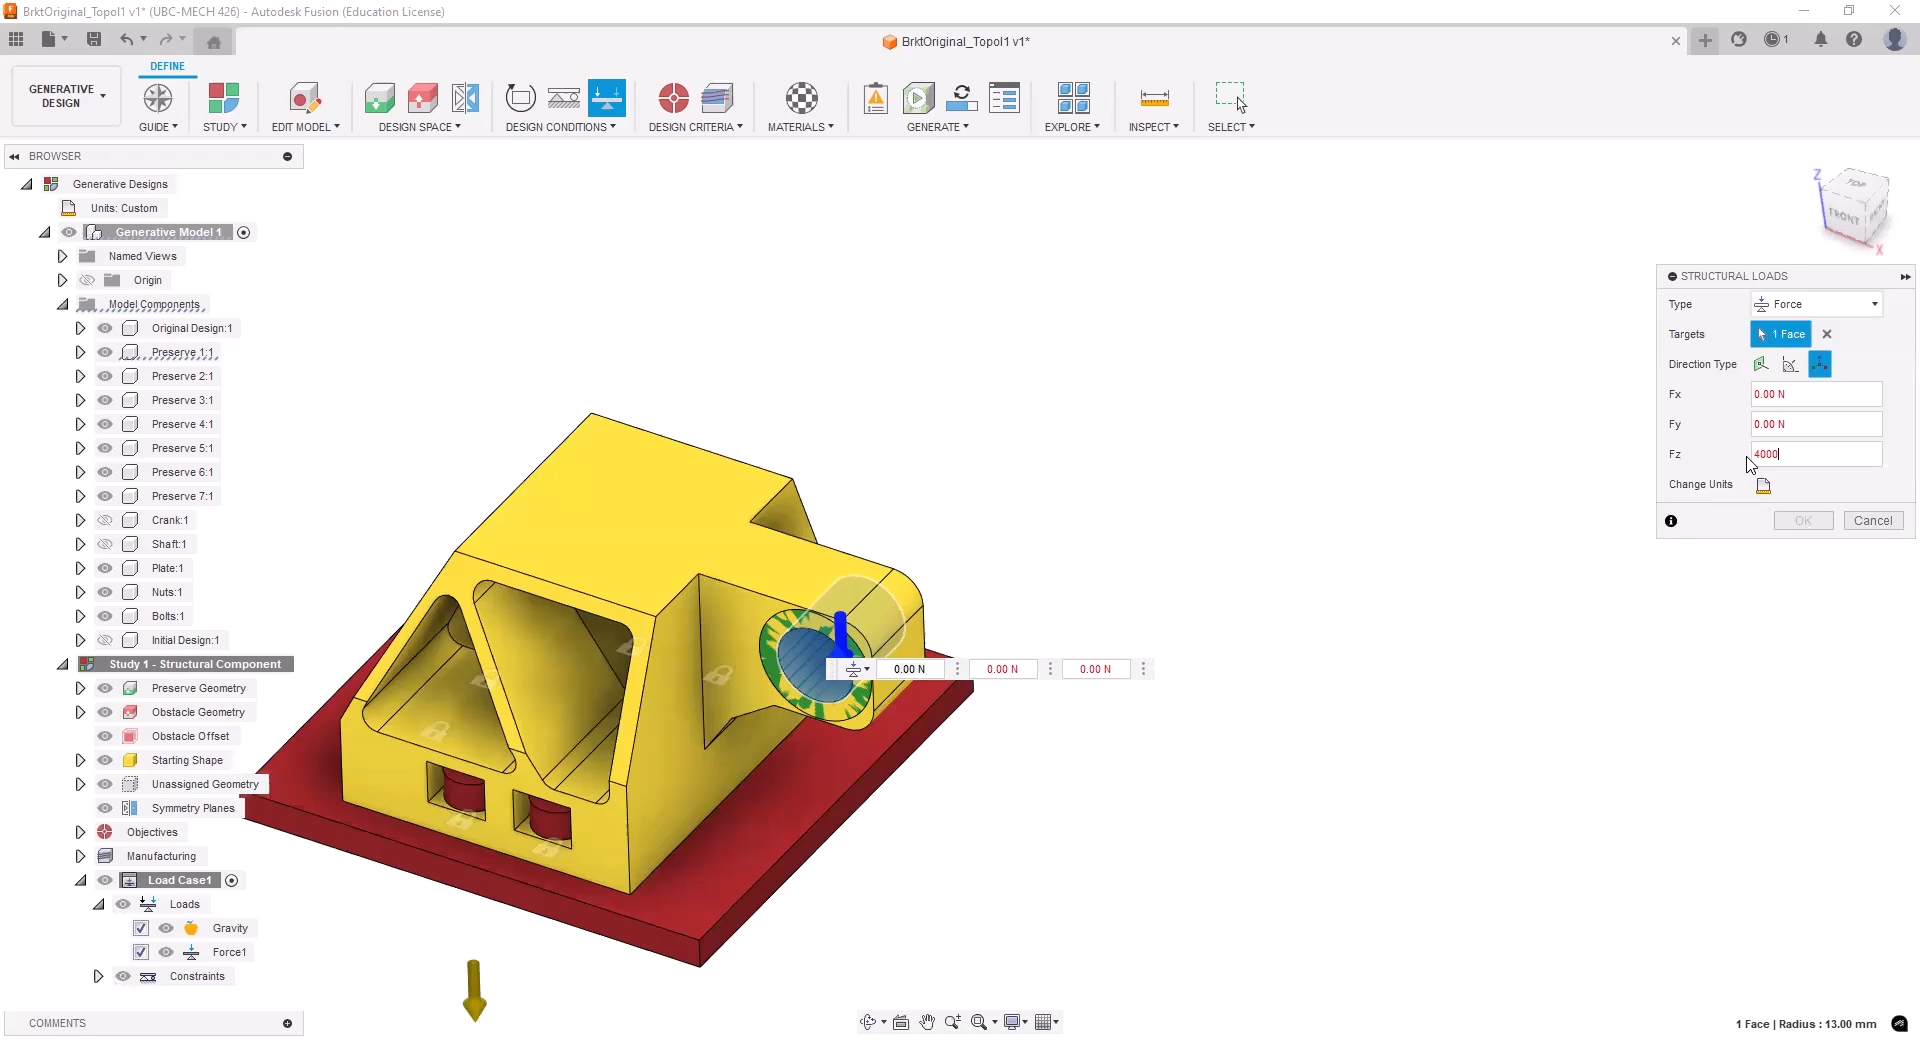 BrktOriginal_Topol1 v1* (UBC-MECH 426) - Autodesk Fusion (Education License)
BrktOriginal_Topol1 v1*
1
GENERATIVE DESIGN
DEFINE
GUIDE
STUDY
EDIT MODEL
DESIGN SPACE
DESIGN CONDITIONS
DESIGN CRITERIA
MATERIALS
GENERATE
EXPLORE
INSPECT
SELECT
BROWSER
Generative Designs
Units: Custom
Generative Model 1
Named Views
Origin
Model Components
Original Design:1
Preserve 1:1
Preserve 2:1
Preserve 3:1
Preserve 4:1
Preserve 5:1
Preserve 6:1
Preserve 7:1
Crank:1
Shaft:1
Plate:1
Nuts:1
Bolts:1
Initial Design:1
Study 1 - Structural Component
Preserve Geometry
Obstacle Geometry
Obstacle Offset
Starting Shape
Unassigned Geometry
Symmetry Planes
Objectives
Manufacturing
Load Case1
Loads
Gravity
Force1
Constraints
COMMENTS
0.00 N 0.00 N 0.00 N
Z
TOP
FRONT
X
STRUCTURAL LOADS
Type Force
Targets 1 Face
Direction Type
Fx 0.00 N
Fy 0.00 N
Fz 4000
Change Units
OK Cancel
1 Face | Radius : 13.00 mm